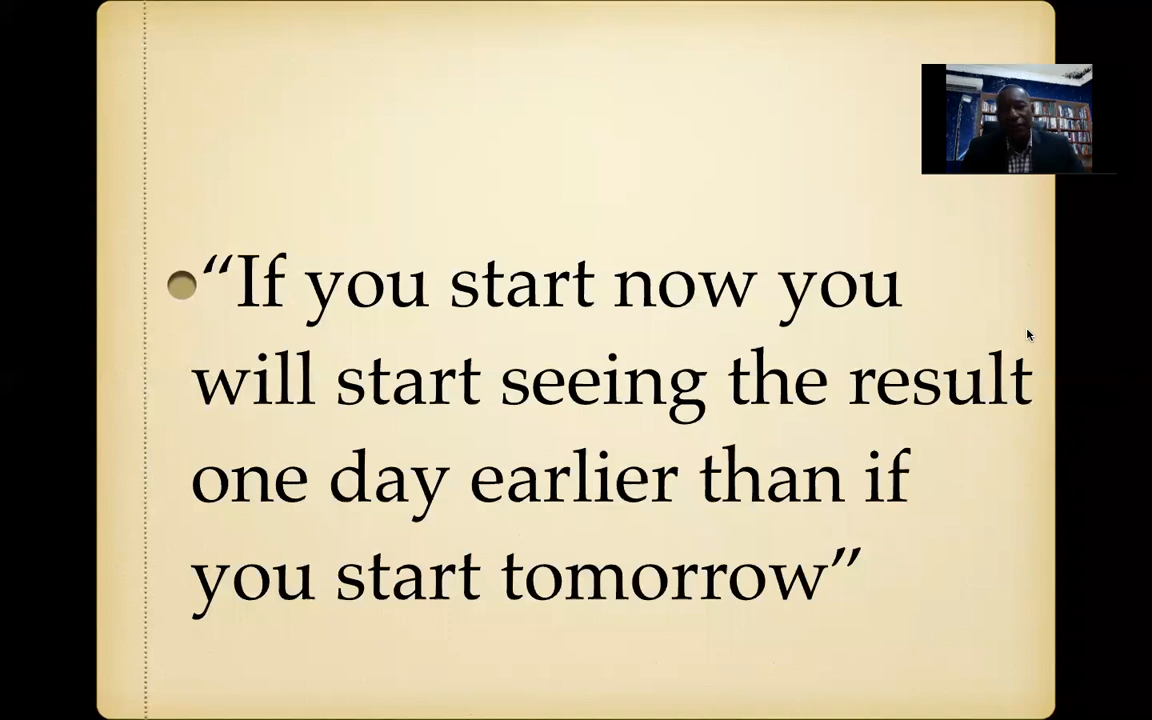 “If you start now you
will start seeing the result
one day earlier than if
you start tomorrow”